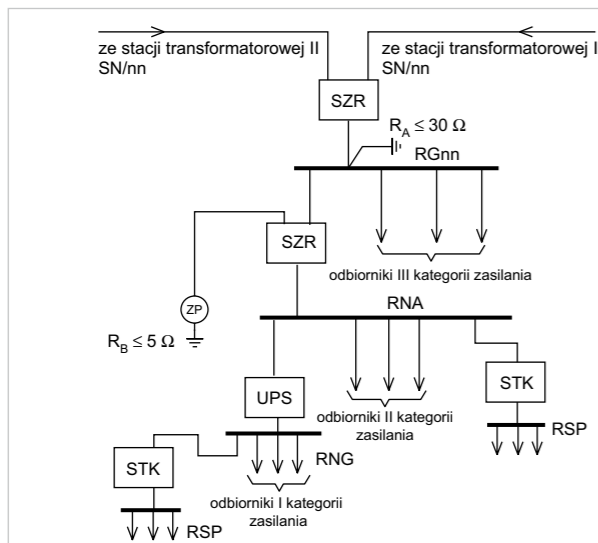 ze stacji transformatorowej II
SN/nn
ze stacji transformatorowej I
SN/nn
SZR
R_A ≤ 30 Ω
RGnn
SZR
odbiorniki III kategorii zasilania
ZP
RNA
R_B ≤ 5 Ω
UPS
STK
odbiorniki II kategorii
zasilania
RSP
STK
RNG
odbiorniki I kategorii
zasilania
RSP